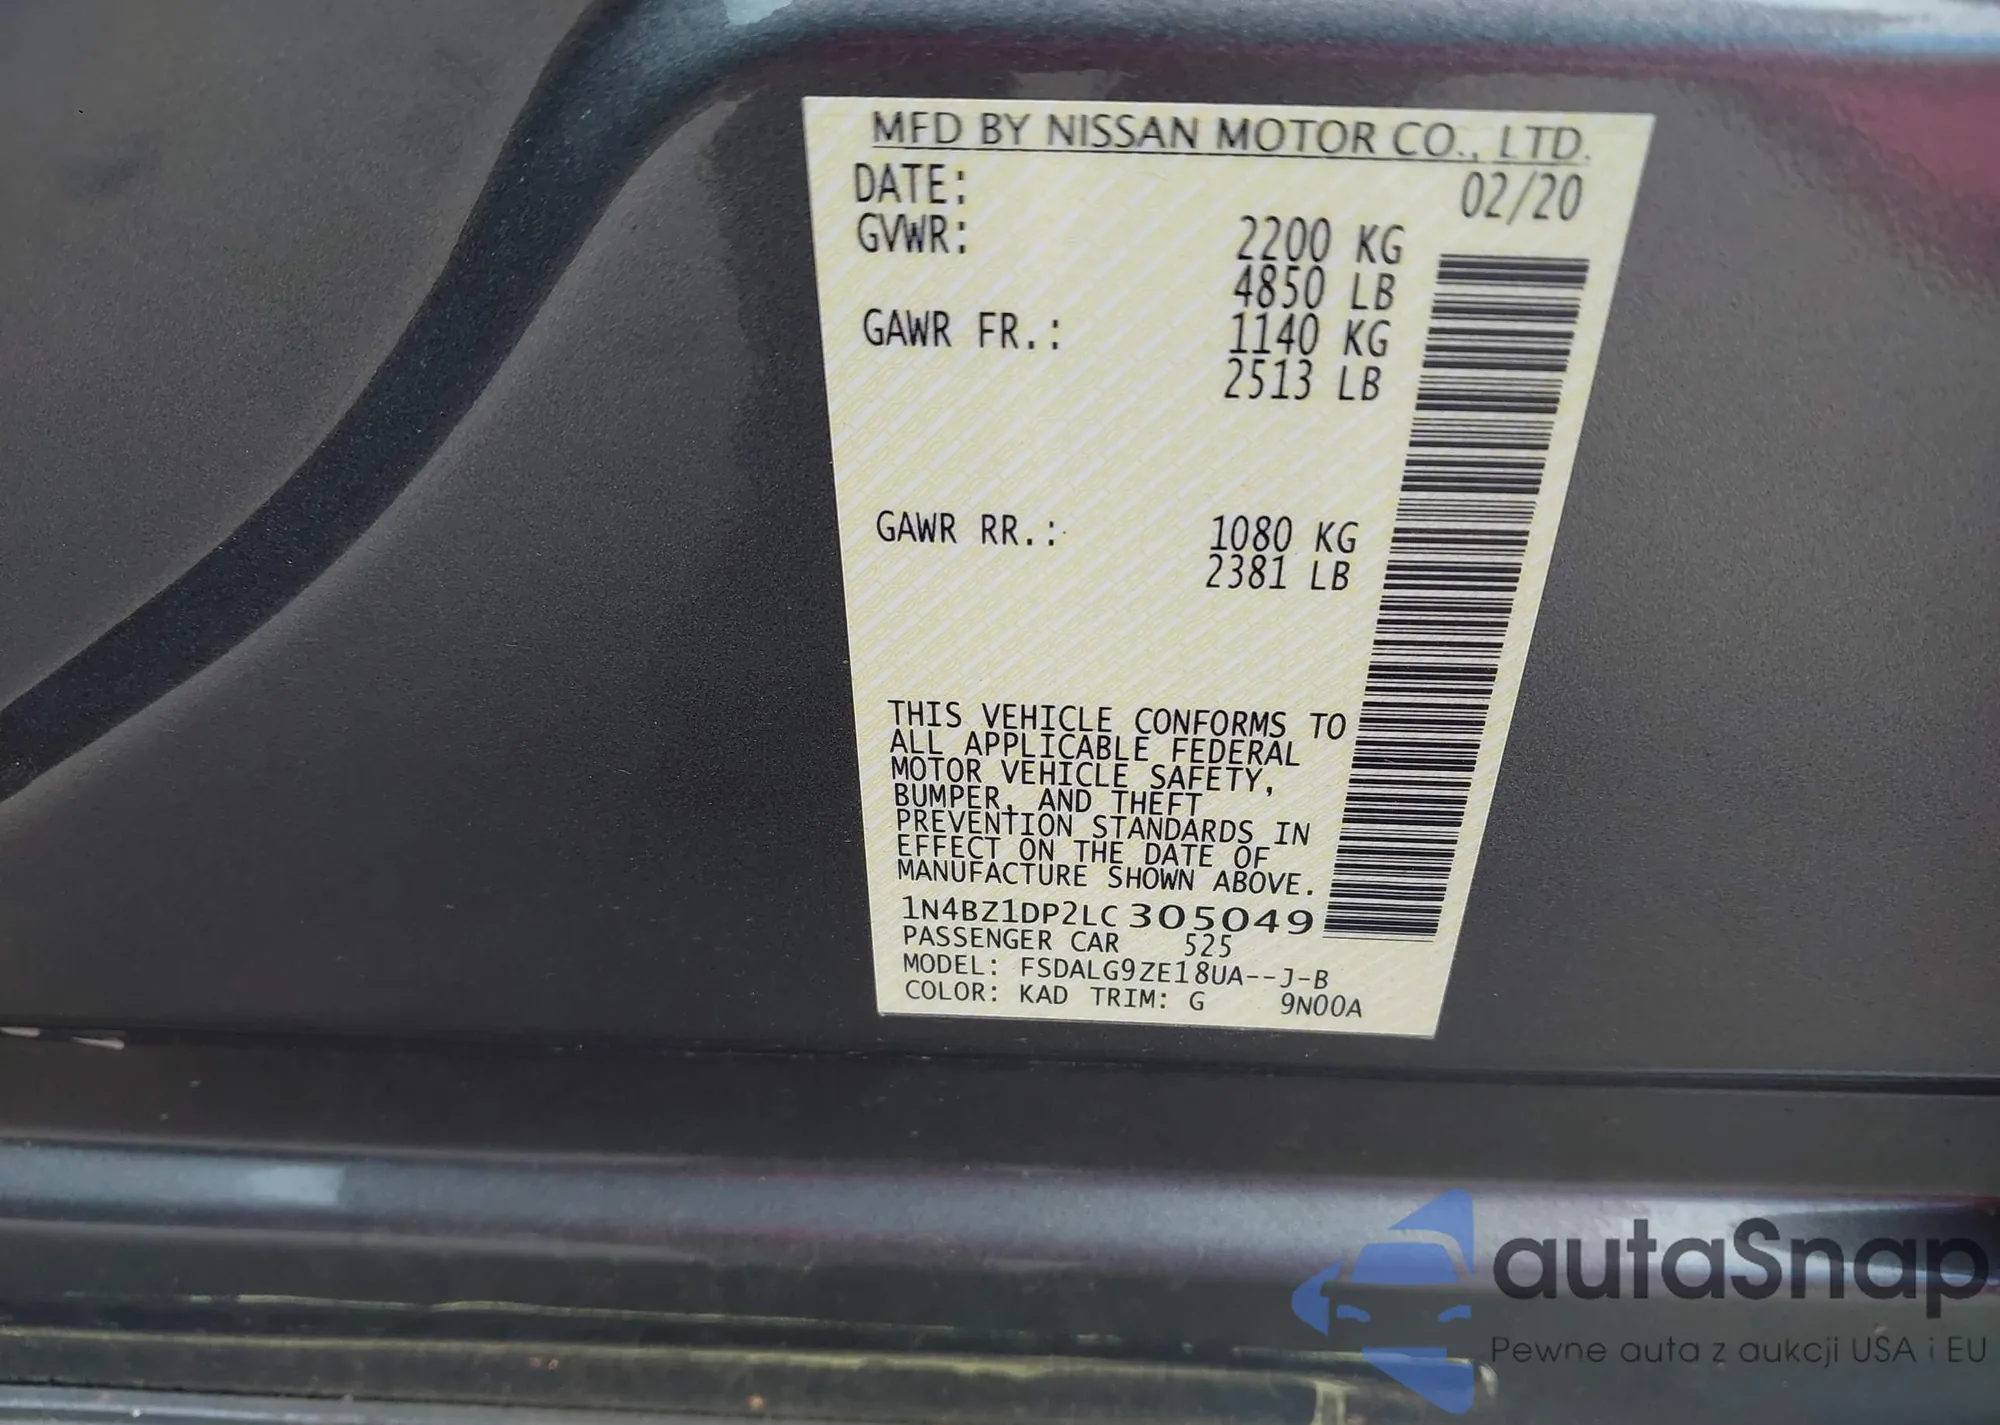 MFD BY NISSAN MOTOR CO., LTD.
DATE: 02/20
GVWR: 2200 KG
4850 LB
GAWR FR.: 1140 KG
2513 LB
GAWR RR.: 1080 KG
2381 LB
THIS VEHICLE CONFORMS TO
ALL APPLICABLE FEDERAL
MOTOR VEHICLE SAFETY,
BUMPER, AND THEFT
PREVENTION STANDARDS IN
EFFECT ON THE DATE OF
MANUFACTURE SHOWN ABOVE.
1N4BZ1DP2LC305049
PASSENGER CAR 525
MODEL: FSDALG9ZE18UA--J-B
COLOR: KAD TRIM: G 9N00A
autaSnap
Pewne auta z aukcji USA i EU